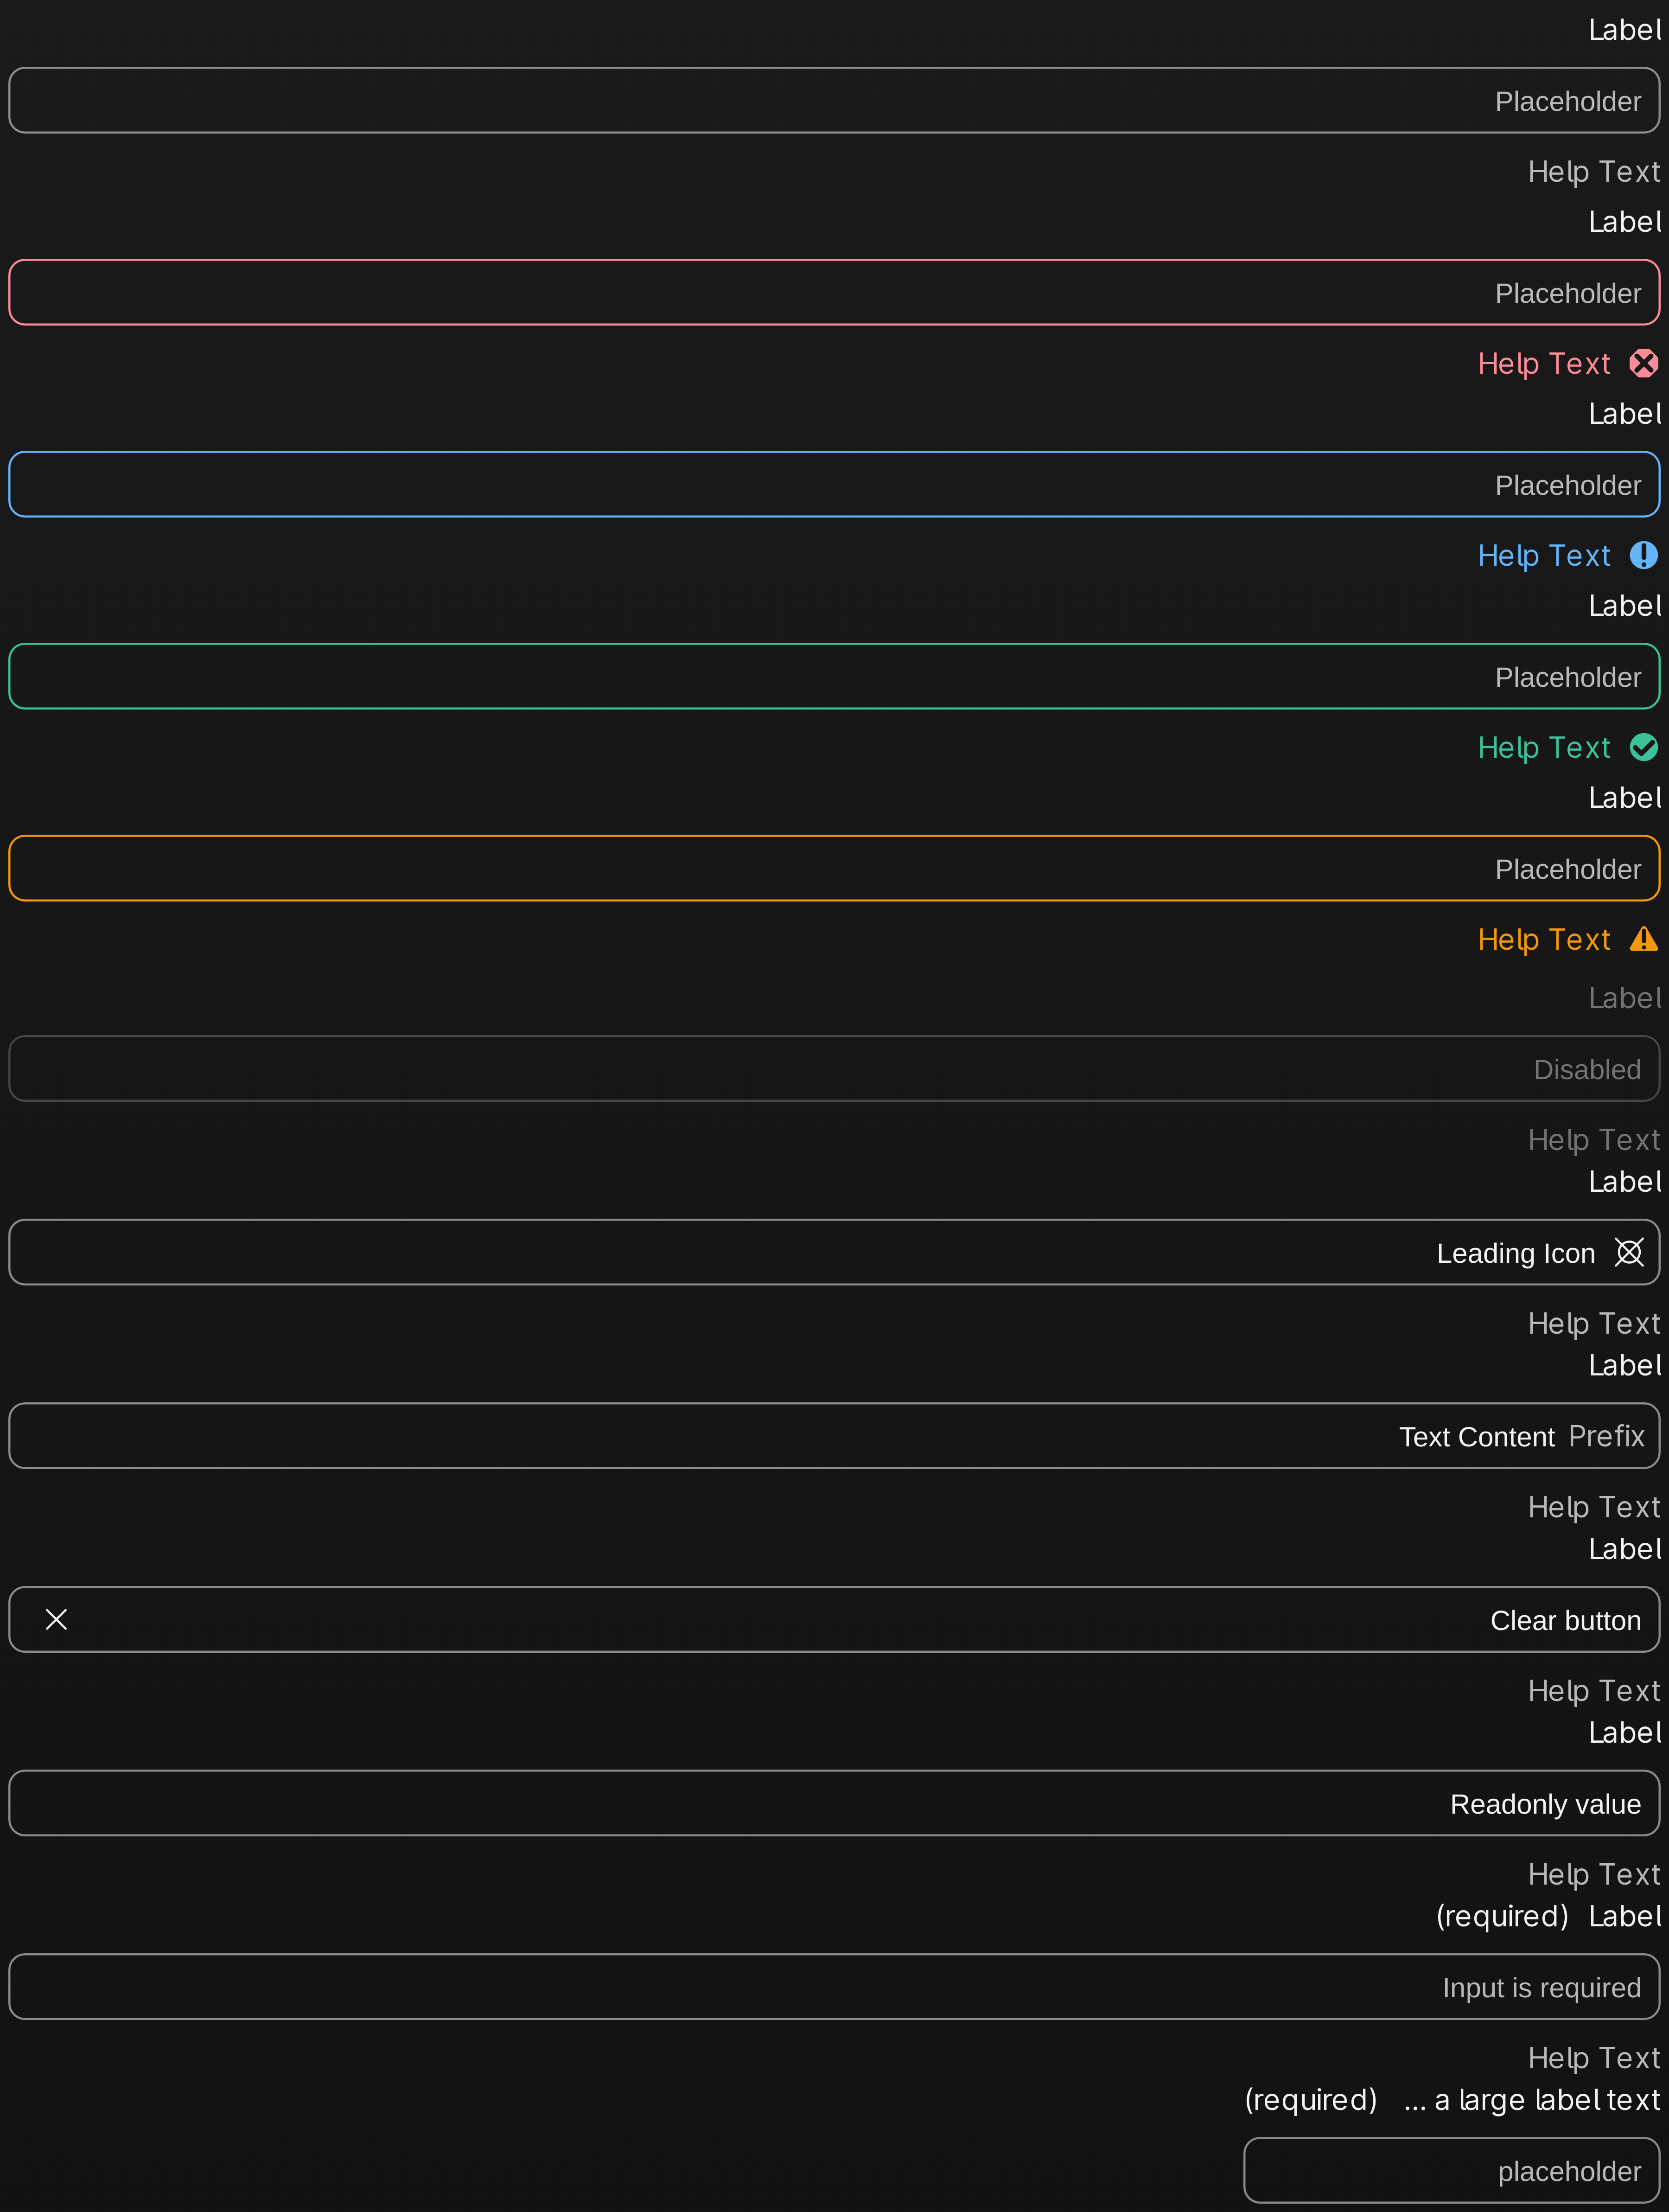 Label
Placeholder
Help Text
Label
Placeholder
Help Text
Label
Placeholder
Help Text
Label
Placeholder
Help Text
Label
Placeholder
Help Text
Label
Disabled
Help Text
Label
Leading Icon
Help Text
Label
Text Content Prefix
Help Text
Label
Clear button
Help Text
Label
Readonly value
Help Text
(required) Label
Input is required
Help Text
(required) ... a large label text
placeholder